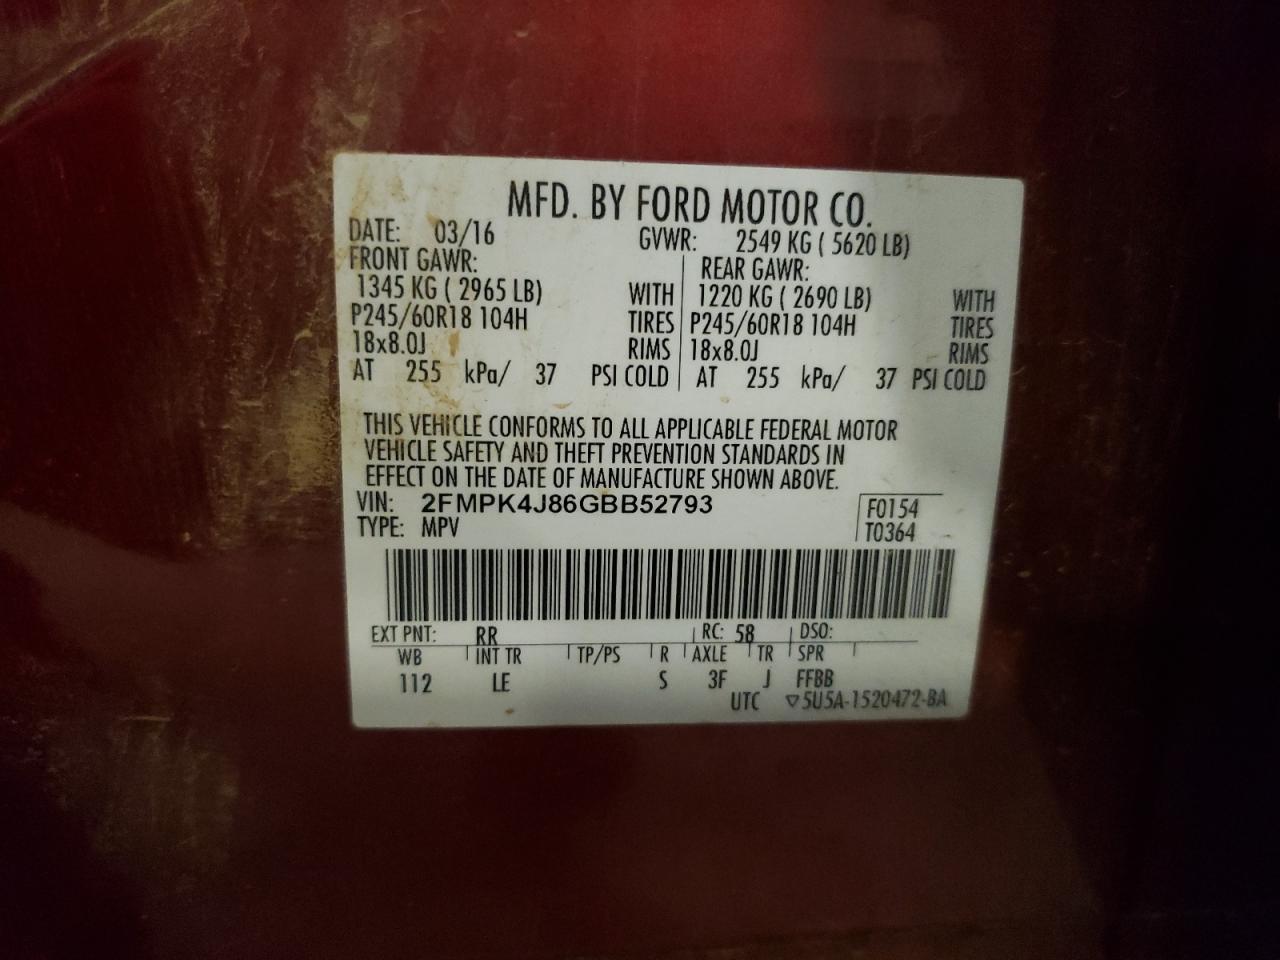 MFD. BY FORD MOTOR CO.
DATE: 03/16 GVWR: 2549 KG ( 5620 LB)
FRONT GAWR: REAR GAWR:
1345 KG ( 2965 LB) WITH 1220 KG ( 2690 LB) WITH
P245/60R18 104H TIRES P245/60R18 104H TIRES
18x8.0J RIMS 18x8.0J RIMS
AT 255 kPa/ 37 PSI COLD AT 255 kPa/ 37 PSI COLD
THIS VEHICLE CONFORMS TO ALL APPLICABLE FEDERAL MOTOR
VEHICLE SAFETY AND THEFT PREVENTION STANDARDS IN
EFFECT ON THE DATE OF MANUFACTURE SHOWN ABOVE.
VIN: 2FMPK4J86GBB52793 F0154
TYPE: MPV T0364
EXT PNT: RR RC: 58 DSO:
WB INT TR TP/PS R AXLE TR SPR
112 LE S 3F J FFBB
UTC ▽5U5A-1520472-BA